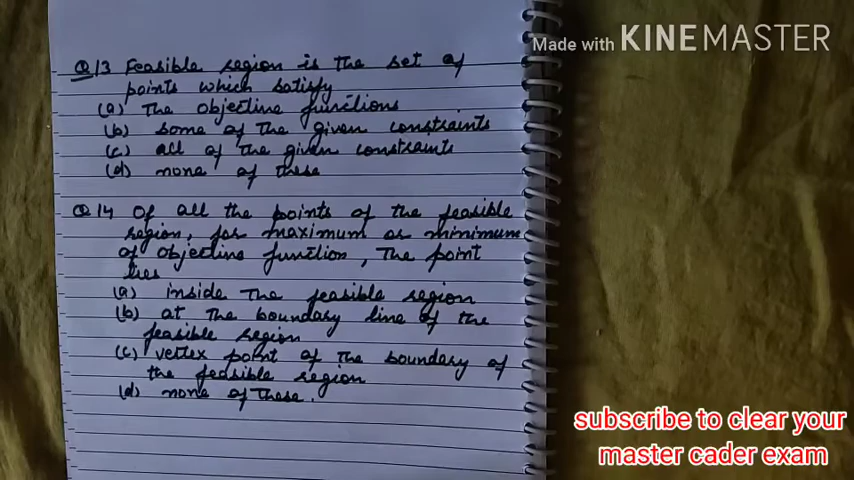 Made with KINEMASTER
Q 13 Feasible region is the set of
points which satisfy
(a) The objective functions
(b) some of the given constraints
(c) all of the given constraints
(d) none of these
Q 14 Of all the points of the feasible
region, for maximum or minimum
of objective function, The point
lies
(a) inside the feasible region
(b) at the boundary line of the
feasible region
(c) vertex point of the boundary of
the feasible region
(d) none of These.
subscribe to clear your
master cader exam